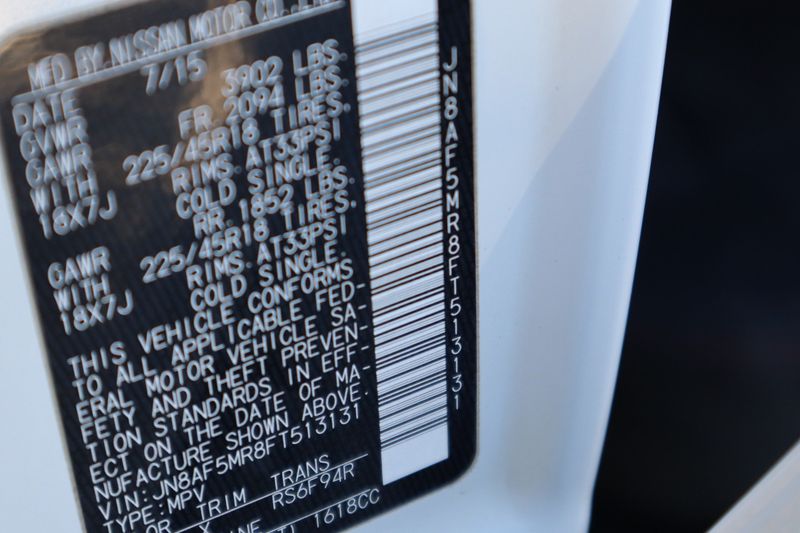 MFD BY NISSAN MOTOR CO.,
DATE 7/15
GVWR 3902 LBS.
GAWR FR 2094 LBS.
WITH 225/45R18 TIRES.
18X7J RIMS. AT33PSI
COLD SINGLE.
GAWR RR. 1852 LBS.
WITH 225/45R18 TIRES.
18X7J RIMS. AT33PSI
COLD SINGLE.
THIS VEHICLE CONFORMS
TO ALL APPLICABLE FED-
ERAL MOTOR VEHICLE SA-
FETY AND THEFT PREVEN-
TION STANDARDS IN EFF-
ECT ON THE DATE OF MA-
NUFACTURE SHOWN ABOVE.
VIN:JN8AF5MR8FT513131
TYPE:MPV
OR TRIM TRANS
X RS6F94R
1618CC
JN8AF5MR8FT513131